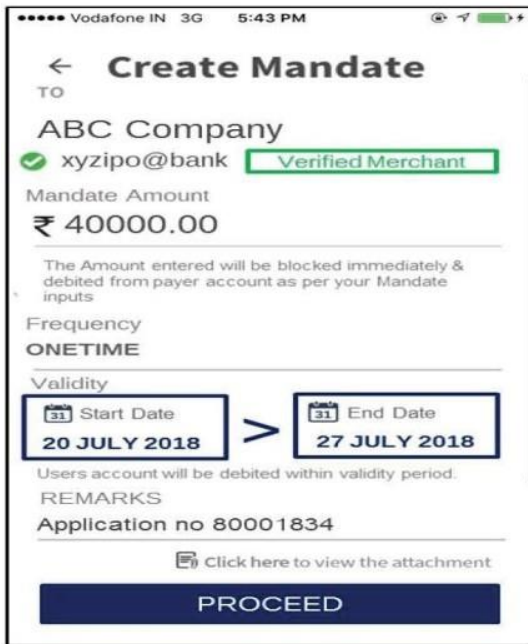 Vodafone IN 3G 5:43 PM
← Create Mandate
TO
ABC Company
xyzipo@bank Verified Merchant
Mandate Amount
₹ 40000.00
The Amount entered will be blocked immediately &
debited from payer account as per your Mandate
inputs
Frequency
ONETIME
Validity
31 Start Date > 31 End Date
20 JULY 2018 27 JULY 2018
Users account will be debited within validity period.
REMARKS
Application no 80001834
Click here to view the attachment
PROCEED